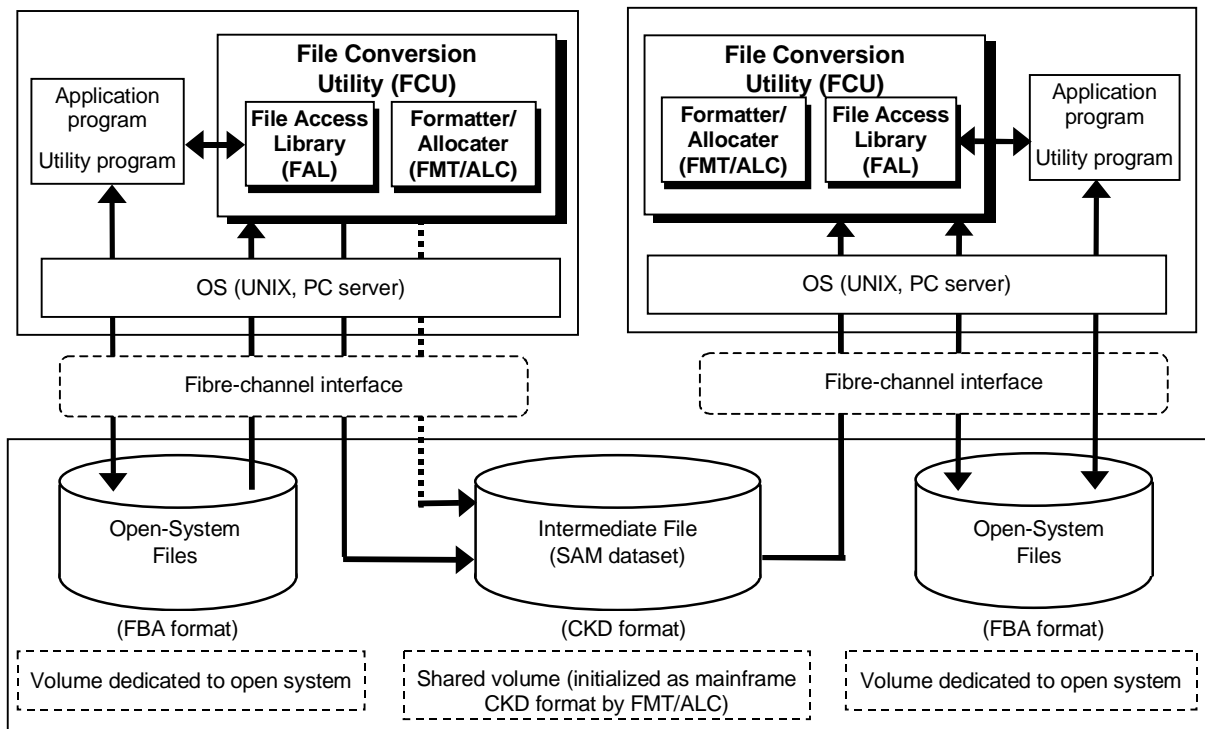 File Conversion
Utility (FCU)
Application
program
Utility program
File Access
Library
(FAL)
Formatter/
Allocater
(FMT/ALC)
OS (UNIX, PC server)
Fibre-channel interface
File Conversion
Utility (FCU)
Formatter/
Allocater
(FMT/ALC)
File Access
Library
(FAL)
Application
program
Utility program
OS (UNIX, PC server)
Fibre-channel interface
Open-System
Files
(FBA format)
Volume dedicated to open system
Intermediate File
(SAM dataset)
(CKD format)
Shared volume (initialized as mainframe
CKD format by FMT/ALC)
Open-System
Files
(FBA format)
Volume dedicated to open system